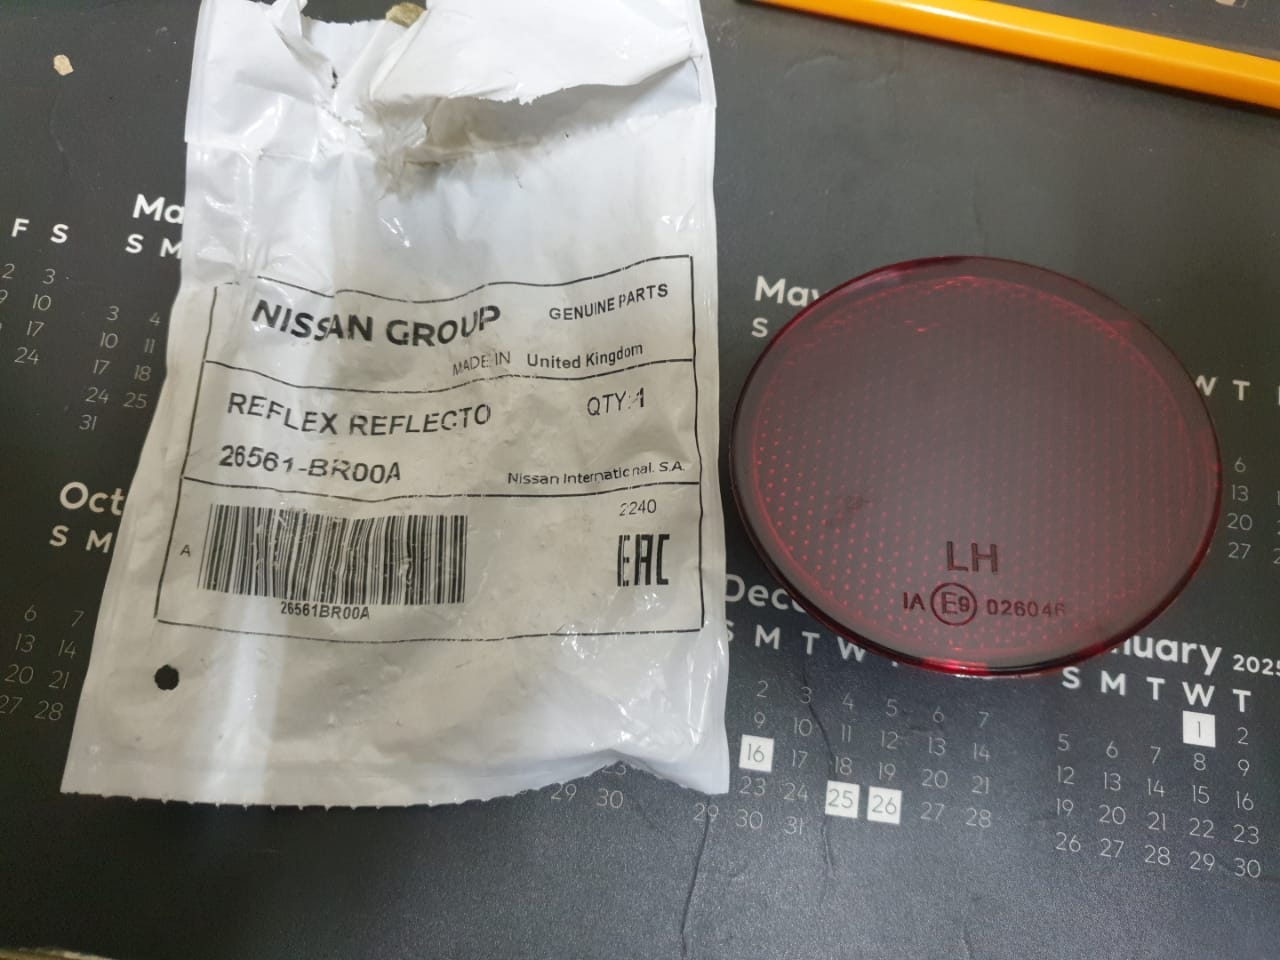 NISSAN GROUP
GENUINE PARTS
MADE IN United Kingdom
REFLEX REFLECTO
QTY:1
26561-BR00A
Nissan International. S.A.
2240
A
EAC
26561BR00A
LH
IA E9 026046
F S
S M
2 3
10
3 4
17
10 11
24
17 18
24 25
31
Oct
S M
6 7
13 14
20 21
27 28
29 30
S
W T
6
13
20
27
S M T W
2 3 4 5 6 7
9 10 11 12 13 14
16 17 18 19 20 21
23 24 25 26 27 28
29 30 31
2025
S M T W T
1 2
5 6 7 8 9
12 13 14 15 16
19 20 21 22 23
26 27 28 29 30